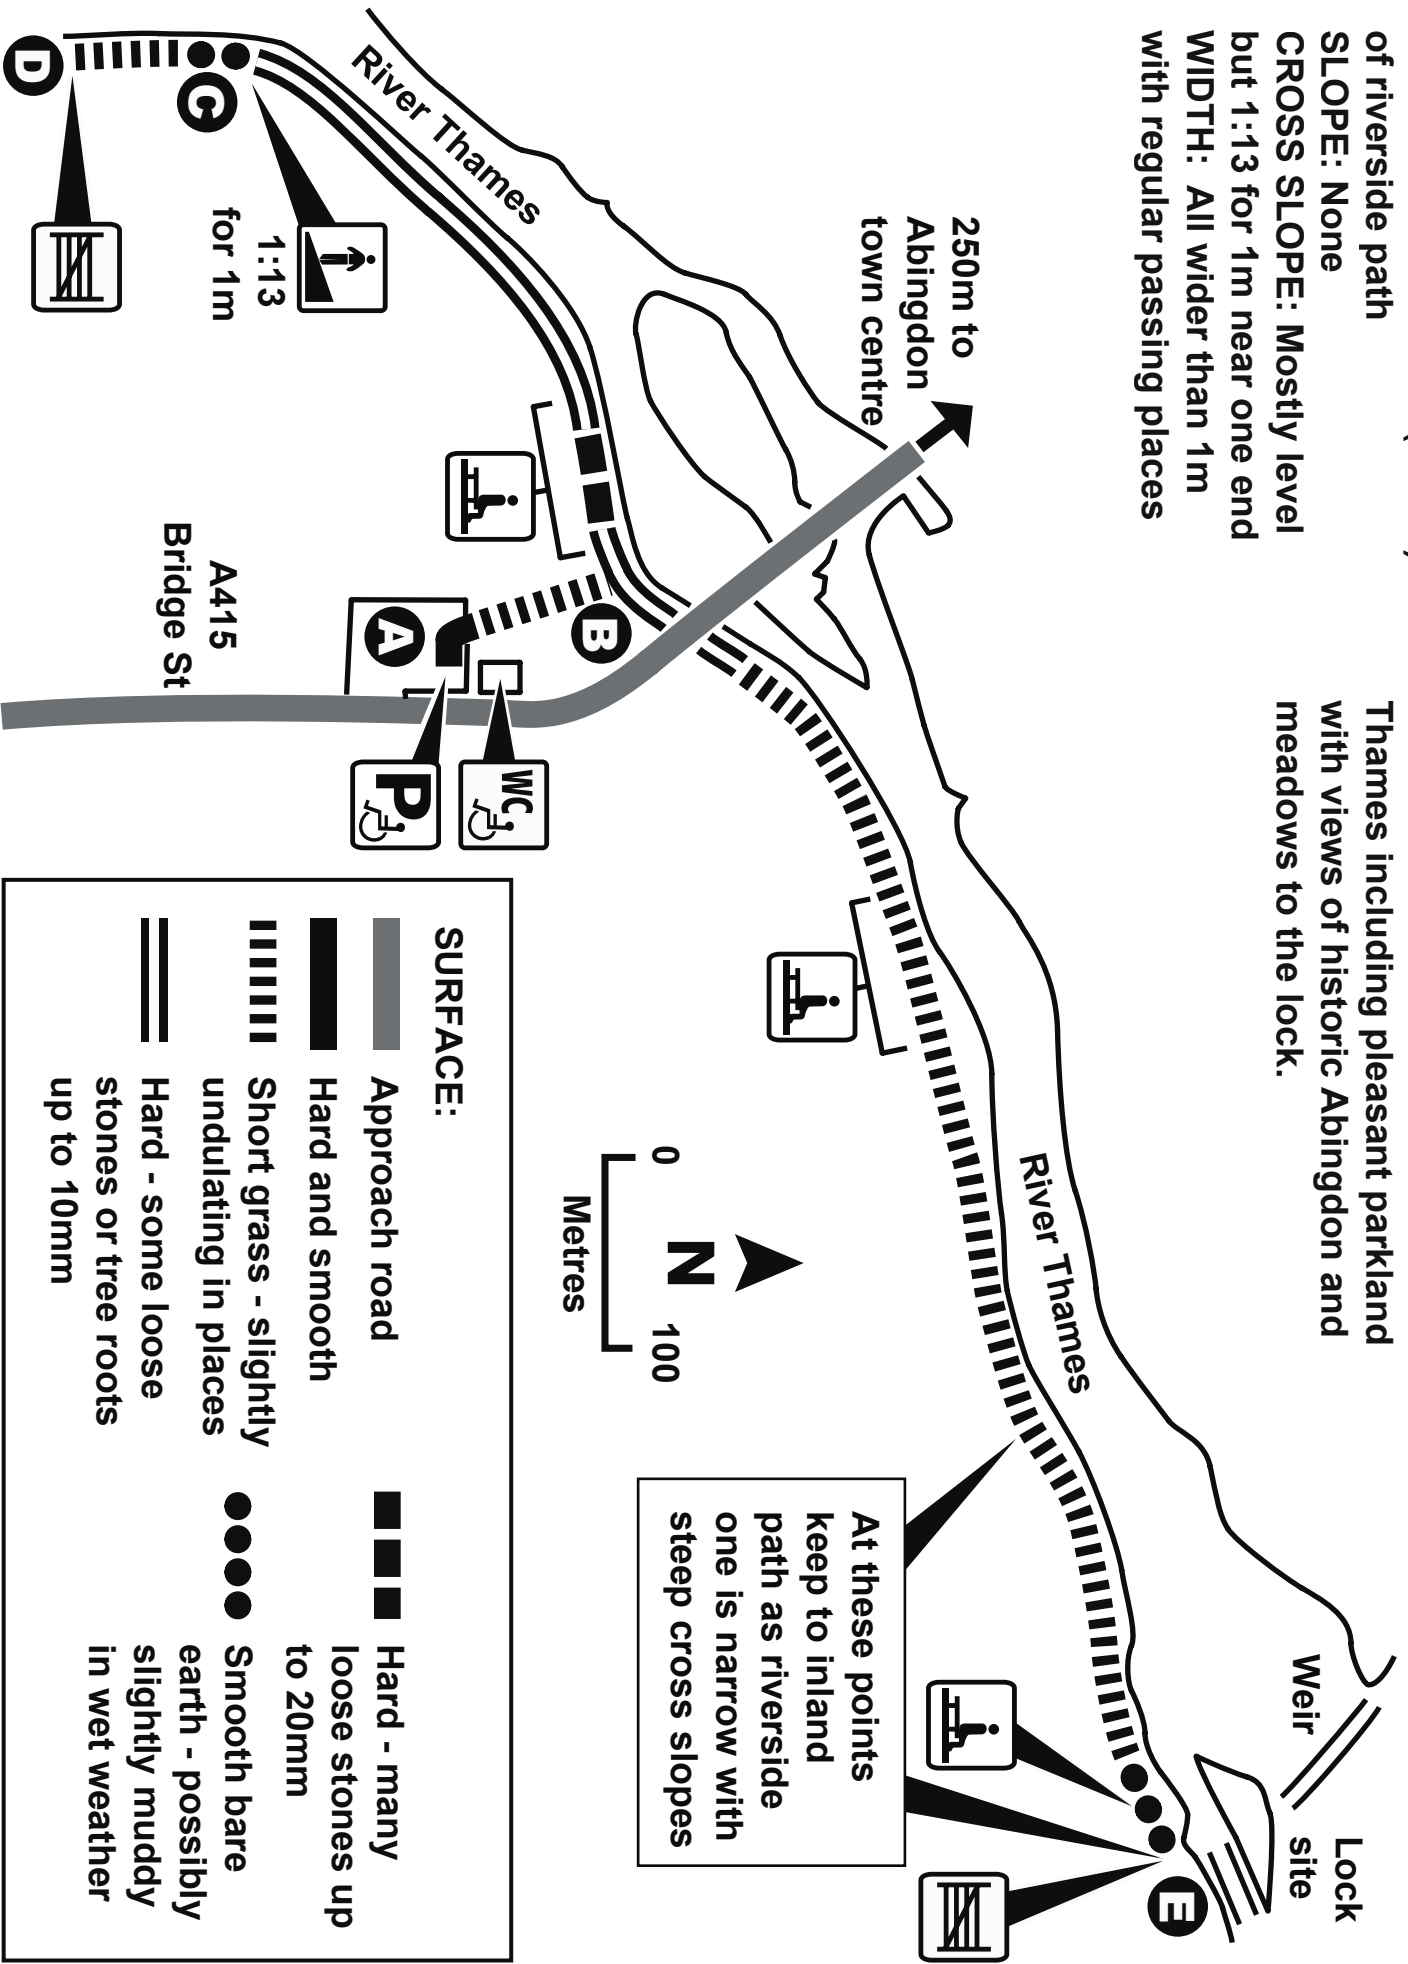 of riverside path
SLOPE: None
CROSS SLOPE: Mostly level
but 1:13 for 1m near one end
WIDTH: All wider than 1m
with regular passing places
Thames including pleasant parkland
with views of historic Abingdon and
meadows to the lock.
250m to
Abingdon
town centre
River Thames
River Thames
Weir
Lock
site
E
D
C
B
A
1:13
for 1m
A415
Bridge St
WC
P
0
100
N
Metres
At these points
keep to inland
path as riverside
one is narrow with
steep cross slopes
SURFACE:
Approach road
Hard and smooth
Short grass - slightly
undulating in places
Hard - some loose
stones or tree roots
up to 10mm
Hard - many
loose stones up
to 20mm
Smooth bare
earth - possibly
slightly muddy
in wet weather